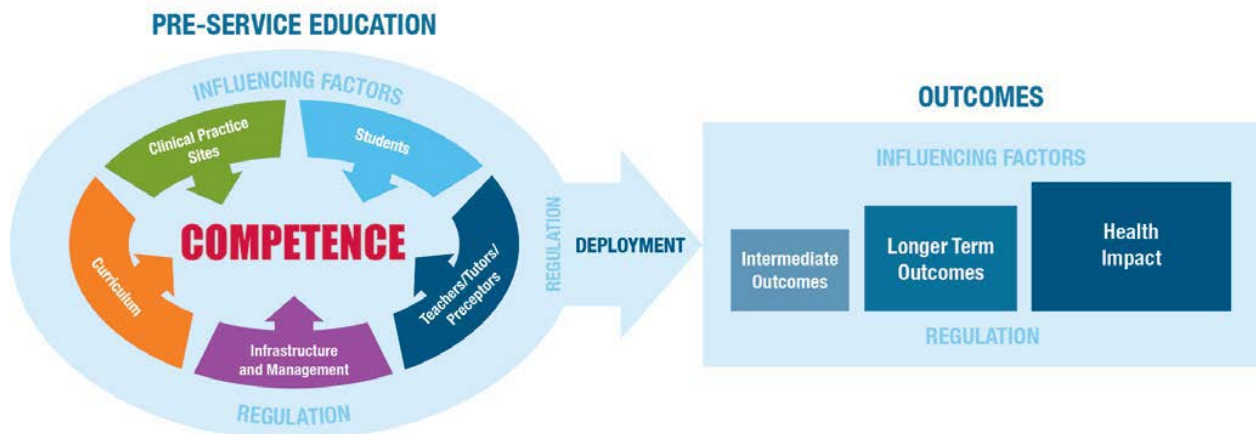 PRE-SERVICE EDUCATION
INFLUENCING FACTORS
Clinical Practice
Sites
Students
COMPETENCE
Curriculum
Teachers/Tutors/
Preceptors
Infrastructure
and Management
REGULATION
REGULATION
DEPLOYMENT
OUTCOMES
INFLUENCING FACTORS
Intermediate
Outcomes
Longer Term
Outcomes
Health
Impact
REGULATION